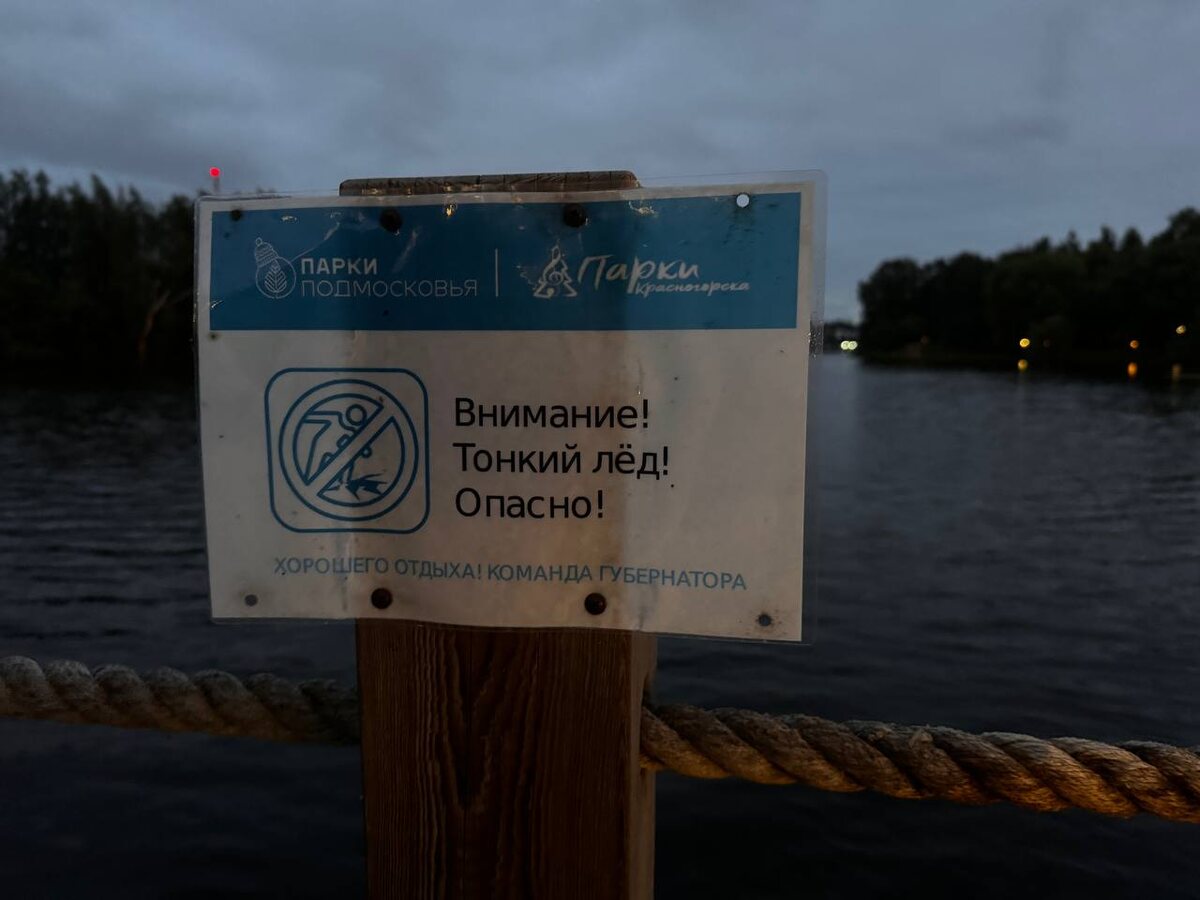 ПАРКИ
ПОДМОСКОВЬЯ
Парки
Красногорска
Внимание!
Тонкий лёд!
Опасно!
ХОРОШЕГО ОТДЫХА! КОМАНДА ГУБЕРНАТОРА